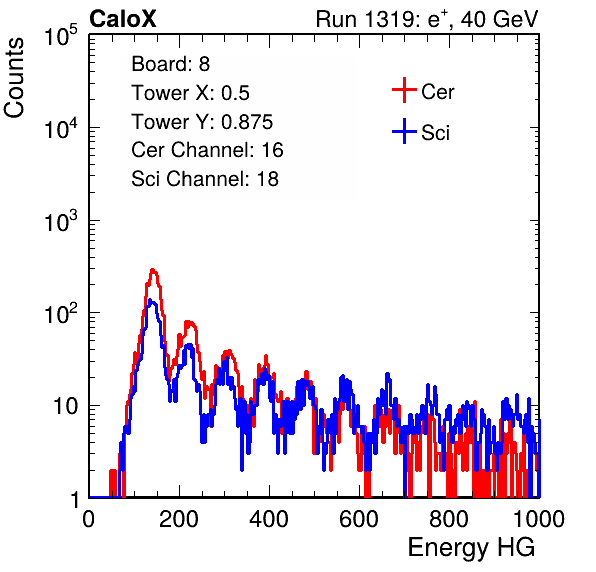 CaloX Run 1319: e+, 40 GeV
Counts
10^5
10^4
10^3
10^2
10
1
Board: 8
Tower X: 0.5
Tower Y: 0.875
Cer Channel: 16
Sci Channel: 18
Cer
Sci
0 200 400 600 800 1000
Energy HG